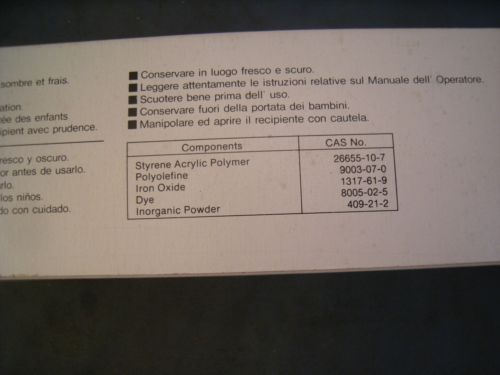 sombre et frais.
ation.
ée des enfants
ipient avec prudence.
resco y oscuro.
or antes de usarlo.
rlo.
los niños.
do con cuidado.
■ Conservare in luogo fresco e scuro.
■ Leggere attentamente le istruzioni relative sul Manuale dell' Operatore.
■ Scuotere bene prima dell' uso.
■ Conservare fuori della portata dei bambini.
■ Manipolare ed aprire il recipiente con cautela.
Components CAS No.
Styrene Acrylic Polymer 26655-10-7
Polyolefine 9003-07-0
Iron Oxide 1317-61-9
Dye 8005-02-5
Inorganic Powder 409-21-2